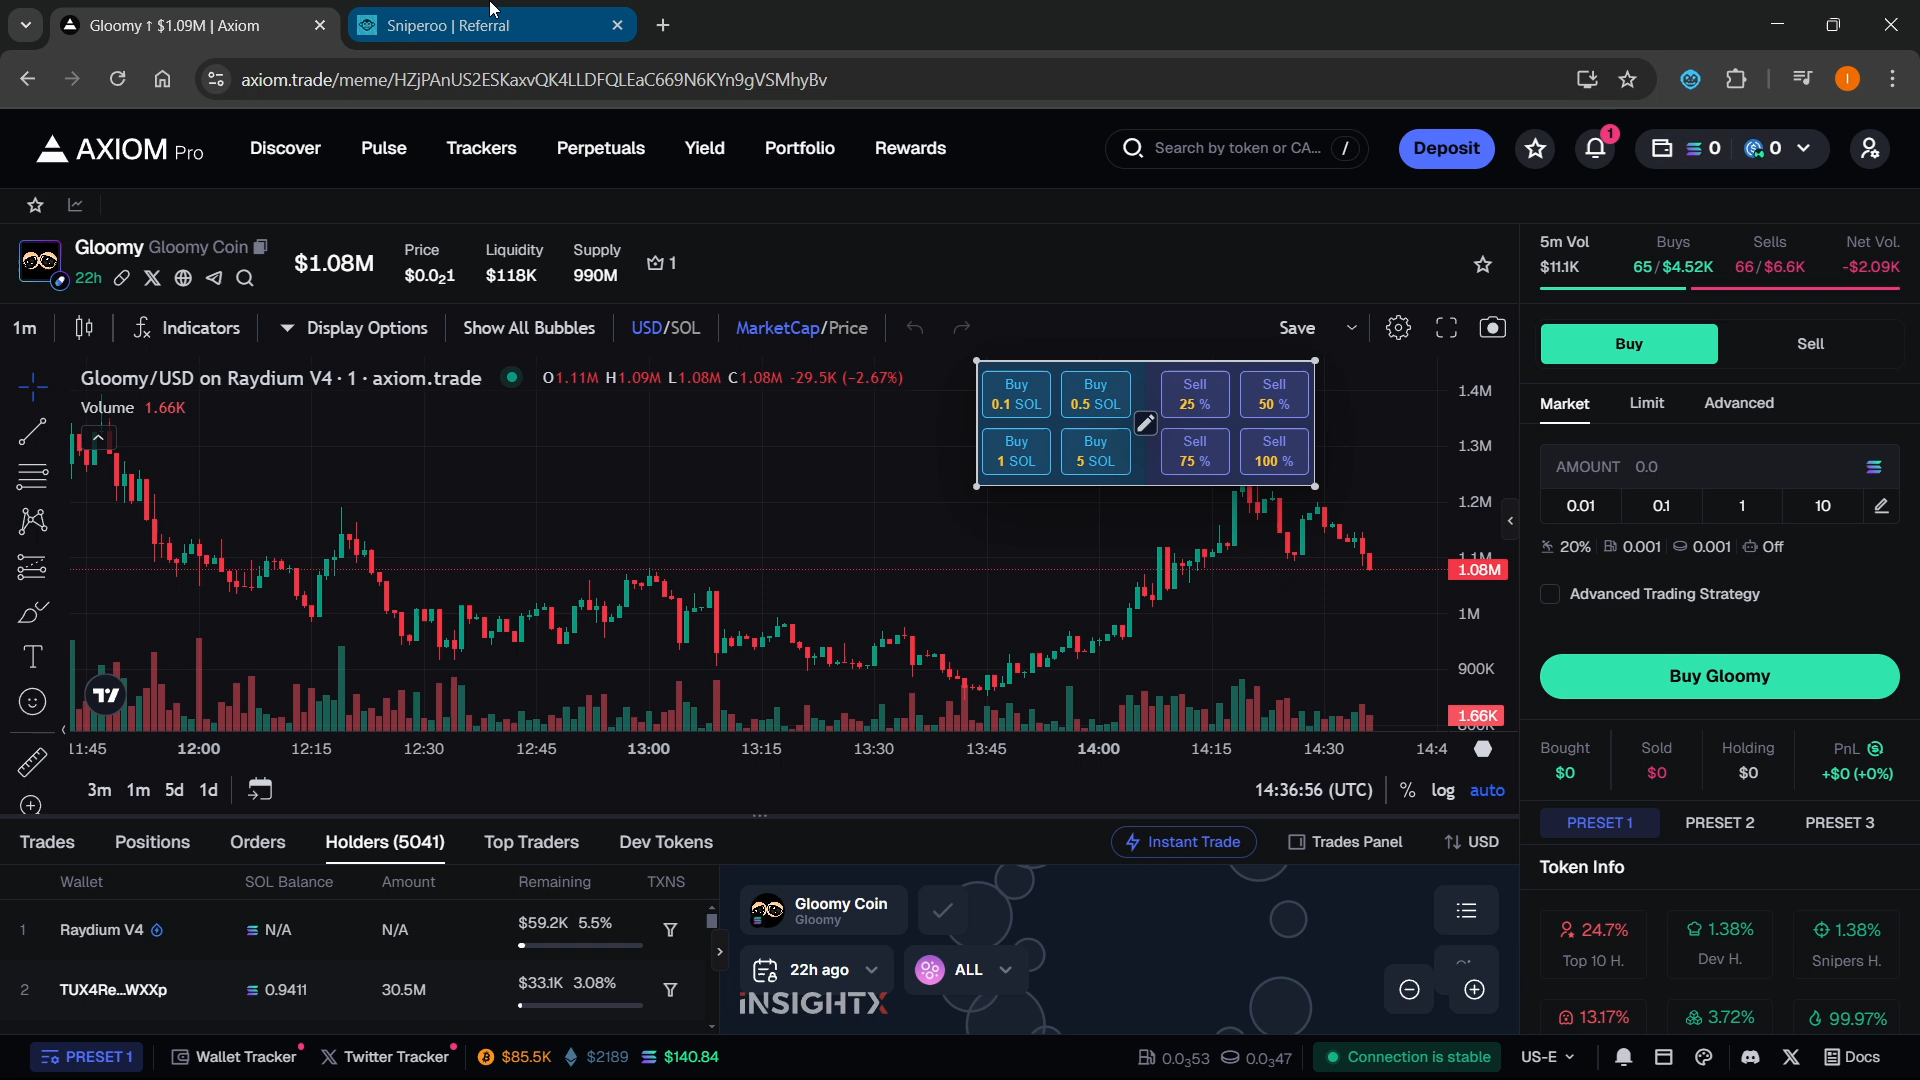 Gloomy ↑ $1.09M | Axiom
Sniperoo | Referral
axiom.trade/meme/HZjPAnUS2ESKaxvQK4LLDFQLEaC669N6KYn9gVSMhyBv
AXIOM Pro
Discover
Pulse
Trackers
Perpetuals
Yield
Portfolio
Rewards
Search by token or CA...
/
Deposit
1
0
0
Gloomy Gloomy Coin
22h
$1.08M
Price
$0.0₂1
Liquidity
$118K
Supply
990M
1
5m Vol
$11.1K
Buys
65 / $4.52K
Sells
66 / $6.6K
Net Vol.
-$2.09K
1m
Indicators
Display Options
Show All Bubbles
USD/SOL
MarketCap/Price
Save
Buy
Sell
Gloomy/USD on Raydium V4 · 1 · axiom.trade
O1.11M H1.09M L1.08M C1.08M -29.5K (-2.67%)
Volume 1.66K
Buy
0.1 SOL
Buy
0.5 SOL
Sell
25 %
Sell
50 %
Buy
1 SOL
Buy
5 SOL
Sell
75 %
Sell
100 %
1.4M
1.3M
1.2M
1.1M
1.08M
1M
900K
1.66K
800K
Market
Limit
Advanced
AMOUNT 0.0
0.01
0.1
1
10
20%
0.001
0.001
Off
Advanced Trading Strategy
Buy Gloomy
11:45
12:00
12:15
12:30
12:45
13:00
13:15
13:30
13:45
14:00
14:15
14:30
14:4
Bought
$0
Sold
$0
Holding
$0
PnL
+$0 (+0%)
3m
1m
5d
1d
14:36:56 (UTC)
%
log
auto
PRESET 1
PRESET 2
PRESET 3
Trades
Positions
Orders
Holders (5041)
Top Traders
Dev Tokens
Instant Trade
Trades Panel
USD
Token Info
Wallet
SOL Balance
Amount
Remaining
TXNS
1
Raydium V4
N/A
N/A
$59.2K 5.5%
2
TUX4Re...WXXp
0.9411
30.5M
$33.1K 3.08%
Gloomy Coin
Gloomy
22h ago
ALL
iNSIGHTX
24.7%
Top 10 H.
1.38%
Dev H.
1.38%
Snipers H.
13.17%
3.72%
99.97%
PRESET 1
Wallet Tracker
Twitter Tracker
$85.5K
$2189
$140.84
0.0₃53
0.0₃47
Connection is stable
US-E
Docs